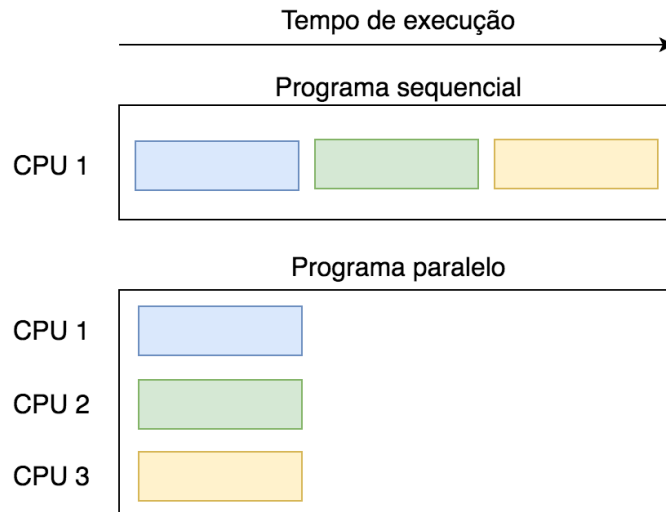 Tempo de execução
Programa sequencial
CPU 1
Programa paralelo
CPU 1
CPU 2
CPU 3